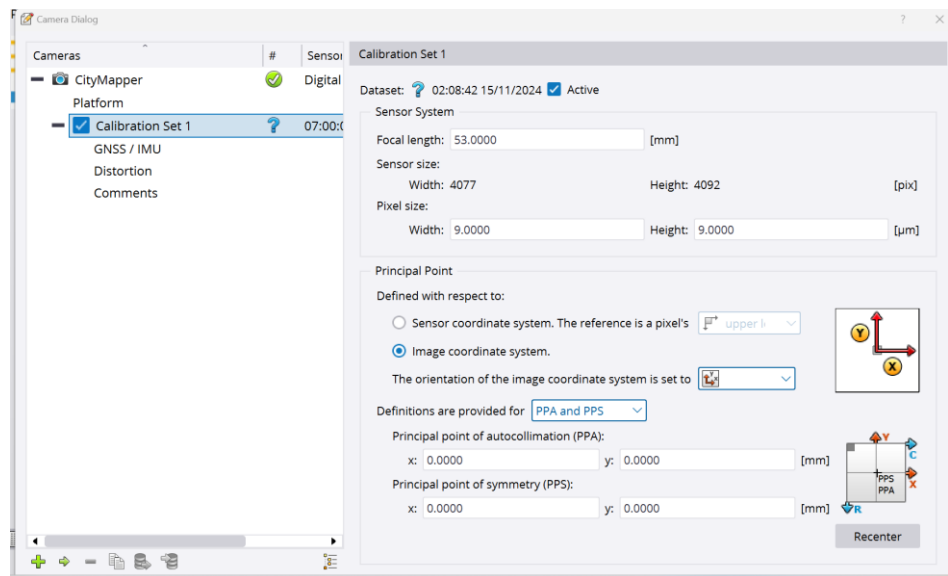 Camera Dialog
? ×
Cameras # Sensor
CityMapper Digital
Platform
Calibration Set 1 ? 07:00:0
GNSS / IMU
Distortion
Comments
Calibration Set 1
Dataset: ? 02:08:42 15/11/2024 Active
Sensor System
Focal length: 53.0000 [mm]
Sensor size:
Width: 4077 Height: 4092 [pix]
Pixel size:
Width: 9.0000 Height: 9.0000 [µm]
Principal Point
Defined with respect to:
Sensor coordinate system. The reference is a pixel's upper l
Image coordinate system.
The orientation of the image coordinate system is set to
Y
X
Definitions are provided for PPA and PPS
Principal point of autocollimation (PPA):
x: 0.0000 y: 0.0000 [mm]
Principal point of symmetry (PPS):
x: 0.0000 y: 0.0000 [mm]
Y
C
PPS
X
PPA
R
Recenter